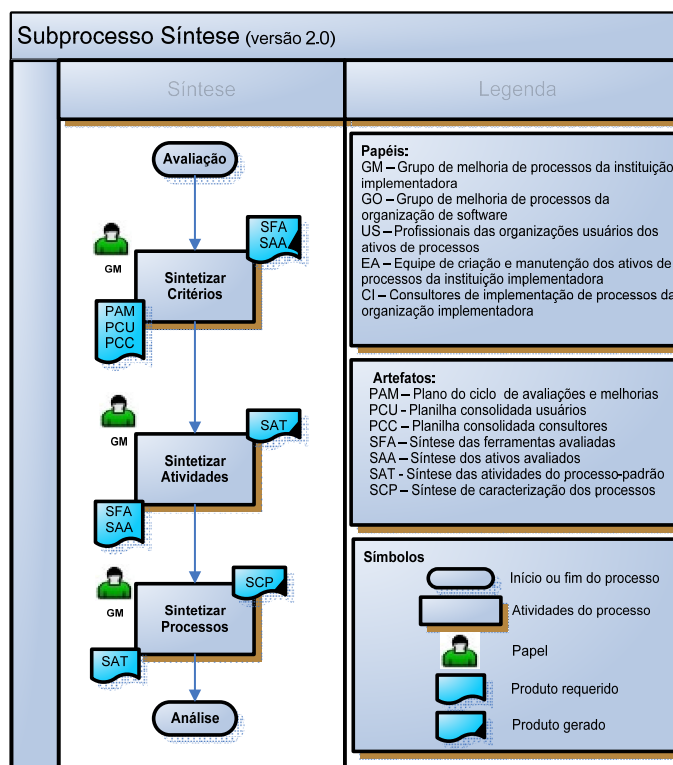 Subprocesso Síntese (versão 2.0)
Síntese
Avaliação
SFA
SAA
GM
Sintetizar
Critérios
PAM
PCU
PCC
GM
SAT
Sintetizar
Atividades
SFA
SAA
GM
SCP
Sintetizar
Processos
SAT
Análise
Legenda
Papéis:
GM – Grupo de melhoria de processos da instituição
implementadora
GO – Grupo de melhoria de processos da
organização de software
US – Profissionais das organizações usuários dos
ativos de processos
EA – Equipe de criação e manutenção dos ativos de
processos da instituição implementadora
CI – Consultores de implementação de processos da
organização implementadora
Artefatos:
PAM – Plano do ciclo de avaliações e melhorias
PCU - Planilha consolidada usuários
PCC – Planilha consolidada consultores
SFA – Síntese das ferramentas avaliadas
SAA – Síntese dos ativos avaliados
SAT - Síntese das atividades do processo-padrão
SCP – Síntese de caracterização dos processos
Símbolos
Início ou fim do processo
Atividades do processo
Papel
Produto requerido
Produto gerado